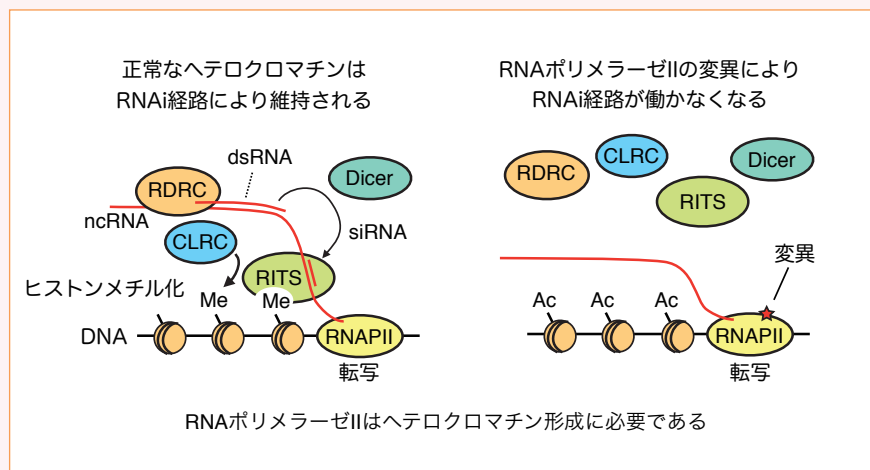 正常なヘテロクロマチンは
RNAi経路により維持される
dsRNA
Dicer
RDRC
ncRNA
CLRC
siRNA
RITS
ヒストンメチル化
Me
Me
DNA
RNAPII
転写
RNAポリメラーゼIIの変異により
RNAi経路が働かなくなる
CLRC
Dicer
RDRC
RITS
変異
Ac
Ac
Ac
RNAPII
転写
RNAポリメラーゼIIはヘテロクロマチン形成に必要である